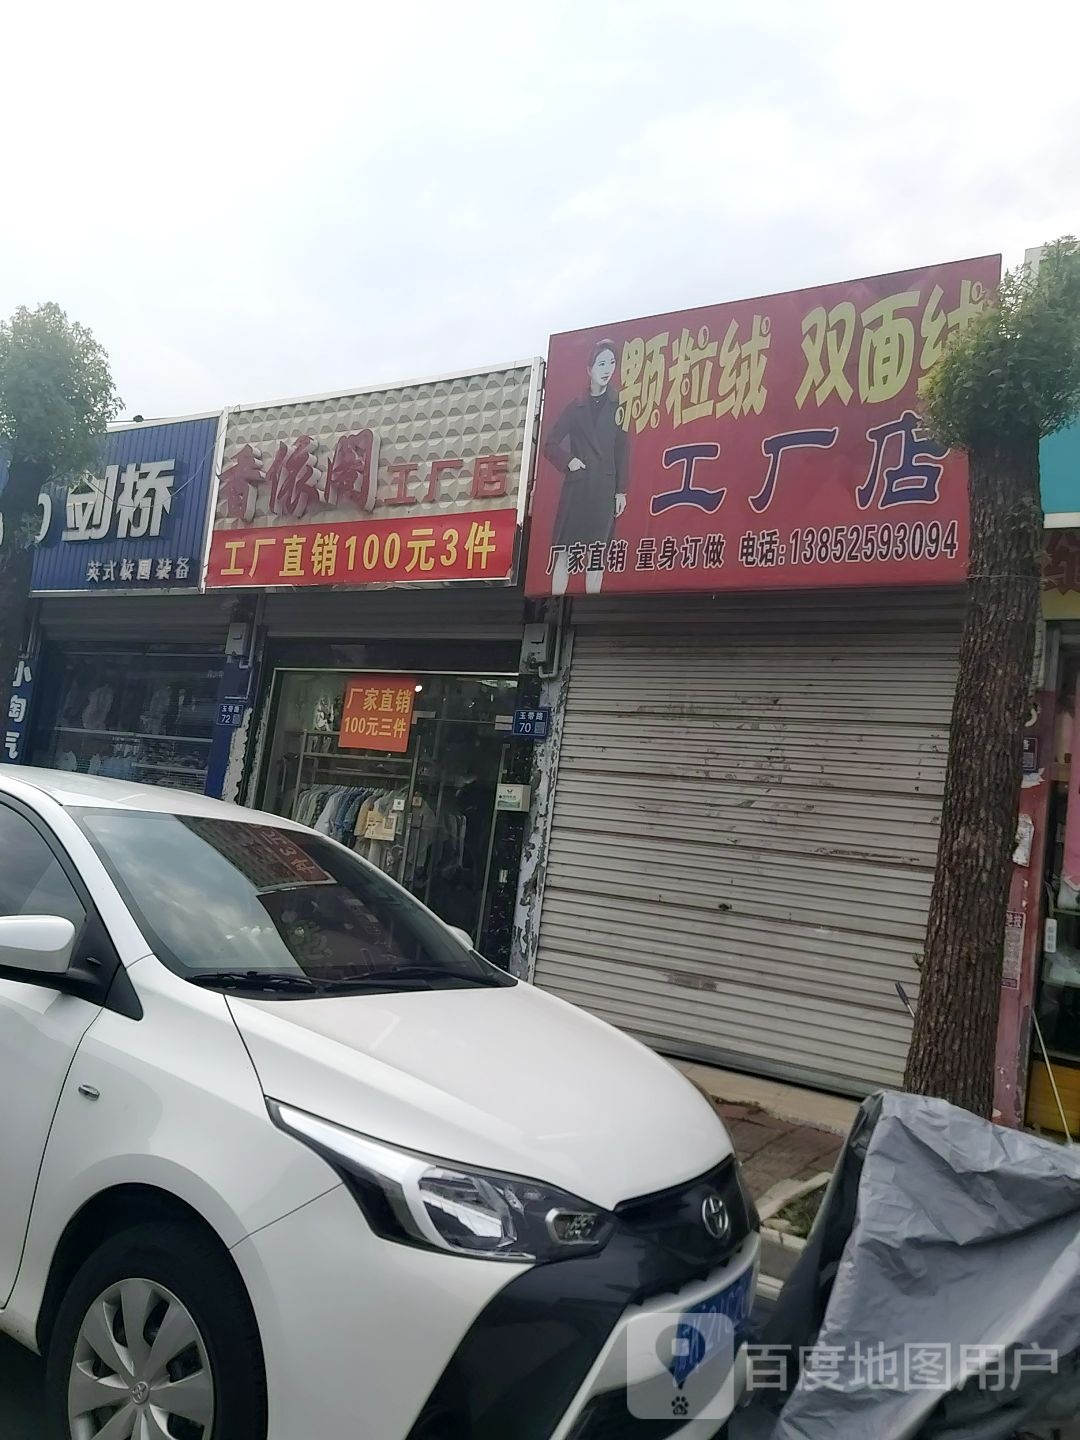 剑桥
英式校园装备
小淘气
香依阁工厂店
工厂直销100元3件
颗粒绒 双面绒
工厂店
厂家直销 量身订做 电话:13852593094
玉带路
72
厂家直销
100元三件
玉带路
70
百度地图用户